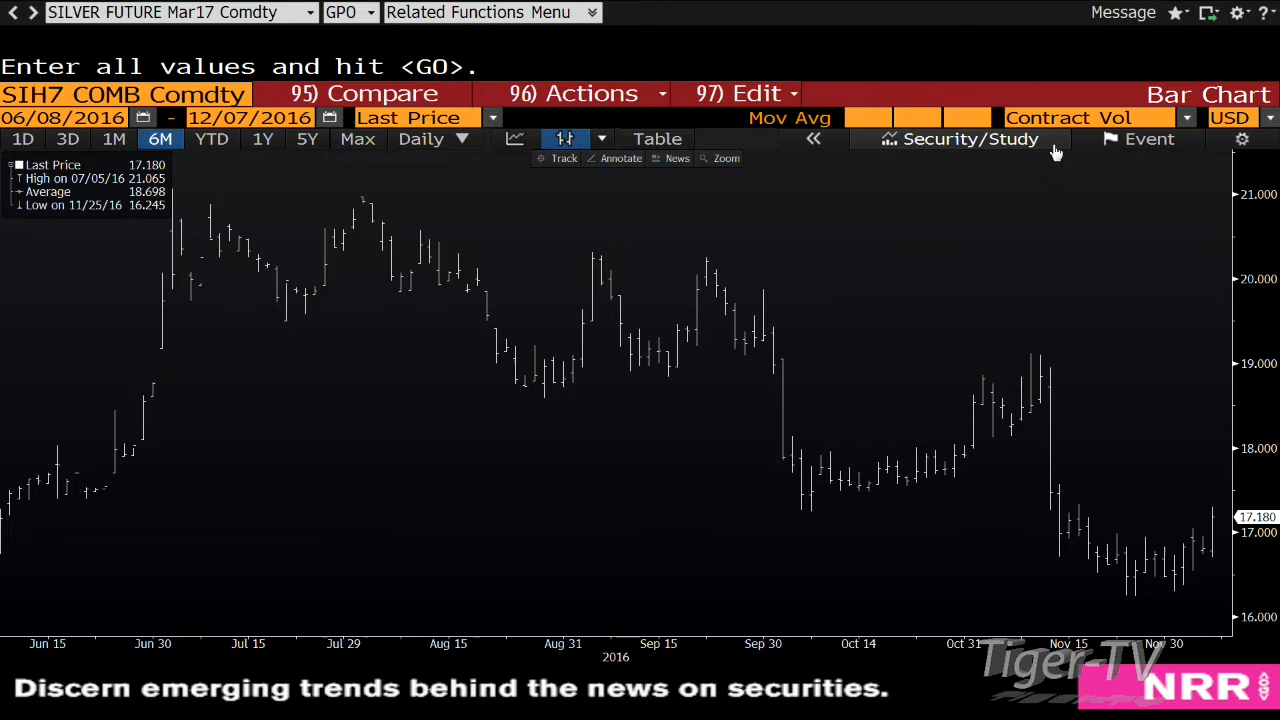 SILVER FUTURE Mar17 Comdty GPO Related Functions Menu Message ?
Enter all values and hit <GO>.
SIH7 COMB Comdty 95) Compare 96) Actions 97) Edit Bar Chart
06/08/2016 - 12/07/2016 Last Price Mov Avg Contract Vol USD
1D 3D 1M 6M YTD 1Y 5Y Max Daily Table Security/Study Event
Track Annotate News Zoom
Last Price 17.180
High on 07/05/16 21.065
Average 18.698
Low on 11/25/16 16.245
21.000
20.000
19.000
18.000
17.180
17.000
16.000
Jun 15 Jun 30 Jul 15 Jul 29 Aug 15 Aug 31 Sep 15 Sep 30 Oct 14 Oct 31 Nov 15 Nov 30
2016
Tiger-TV
Discern emerging trends behind the news on securities.
NRR